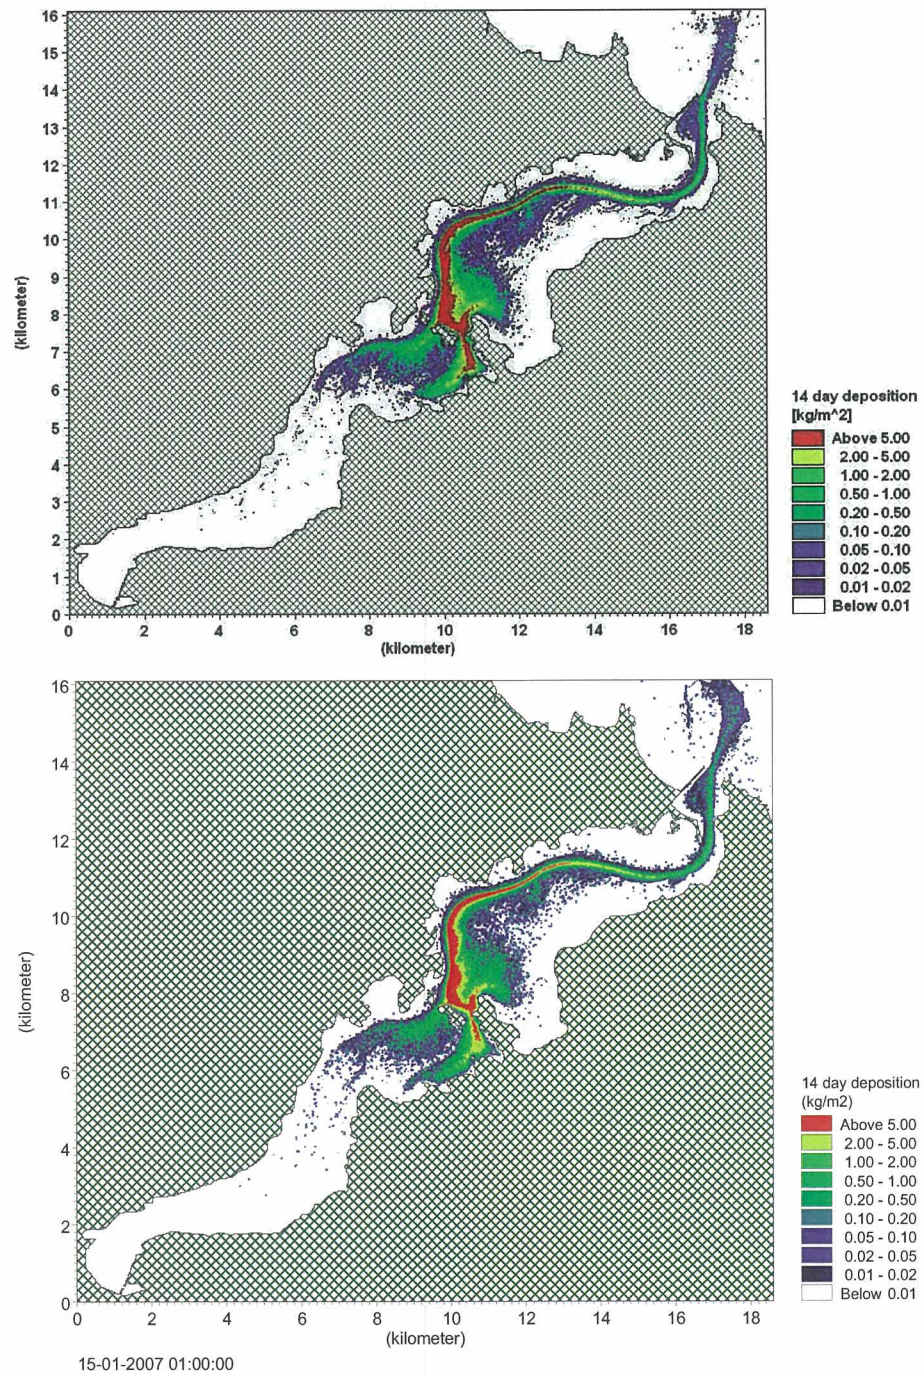 16
15
14
13
12
11
10
9
8
7
6
5
4
3
2
1
0
(kilometer)
0 2 4 6 8 10 12 14 16 18
(kilometer)
14 day deposition
[kg/m^2]
Above 5.00
2.00 - 5.00
1.00 - 2.00
0.50 - 1.00
0.20 - 0.50
0.10 - 0.20
0.05 - 0.10
0.02 - 0.05
0.01 - 0.02
Below 0.01
16
14
12
10
8
6
4
2
0
(kilometer)
0 2 4 6 8 10 12 14 16 18
(kilometer)
14 day deposition
(kg/m2)
Above 5.00
2.00 - 5.00
1.00 - 2.00
0.50 - 1.00
0.20 - 0.50
0.10 - 0.20
0.05 - 0.10
0.02 - 0.05
0.01 - 0.02
Below 0.01
15-01-2007 01:00:00